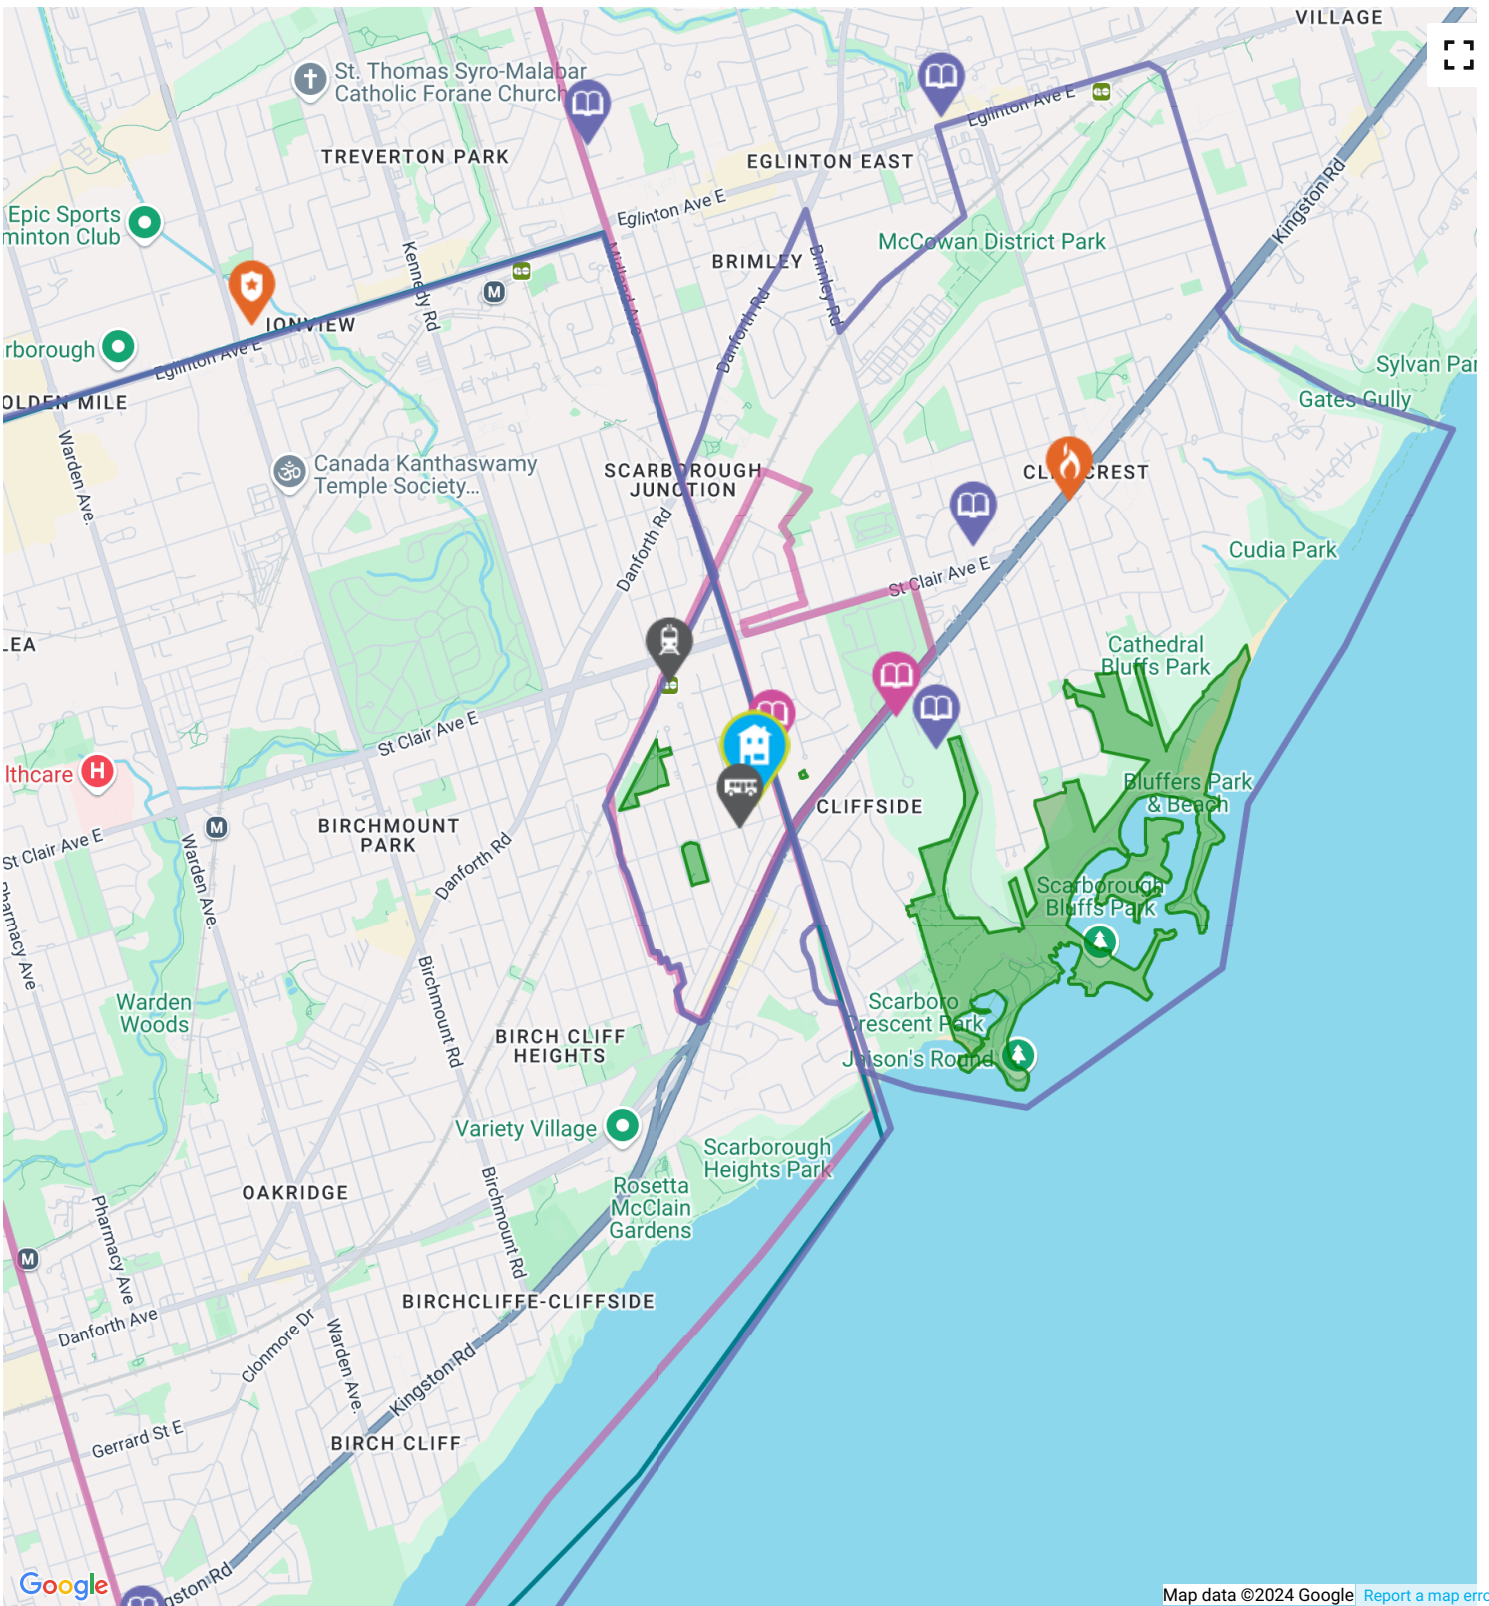 VILLAGE
St. Thomas Syro-Malabar
Catholic Forane Church
Eglinton Ave E
TREVERTON PARK
EGLINTON EAST
Kingston Rd
Epic Sports
minton Club
Eglinton Ave E
McCowan District Park
BRIMLEY
Kennedy Rd
Midland Ave
Brimley Rd
M
IONVIEW
Danforth Rd
rborough
Eglinton Ave E
Sylvan Par
OLDEN MILE
Gates Gully
Warden Ave.
Canada Kanthaswamy
Temple Society...
SCARBOROUGH
JUNCTION
CLIFFCREST
Danforth Rd
Cudia Park
St Clair Ave E
LEA
Cathedral
Bluffs Park
St Clair Ave E
lthcare
H
Bluffers Park
& Beach
CLIFFSIDE
M
BIRCHMOUNT
PARK
St Clair Ave E
Danforth Rd
Warden Ave.
Scarborough
Bluffs Park
Pharmacy Ave
Warden
Woods
Birchmount Rd
Scarboro
Crescent Park
BIRCH CLIFF
HEIGHTS
Jaison's Round
Variety Village
Scarborough
Heights Park
OAKRIDGE
Rosetta
McClain
Gardens
Pharmacy Ave
Birchmount Rd
M
BIRCHCLIFFE-CLIFFSIDE
Danforth Ave
Clonmore Dr
Warden Ave.
Kingston Rd
Gerrard St E
BIRCH CLIFF
Google
ngston Rd
Map data ©2024 Google
Report a map erro